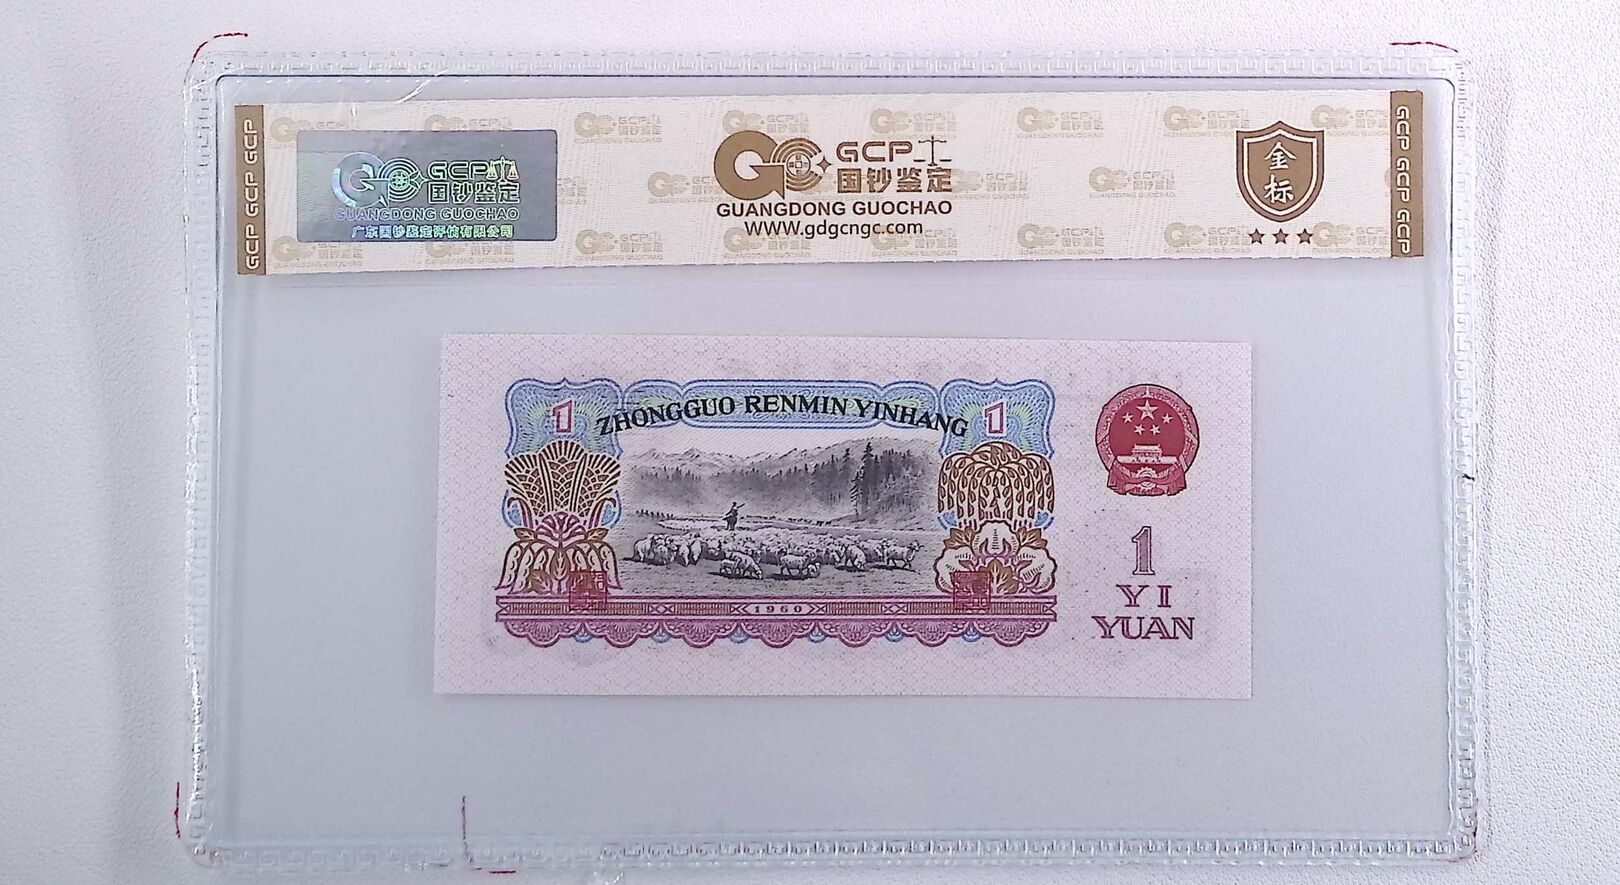 GCP GCP GCP
GCP
国钞鉴定
GUANGDONG GUOCHAO
广东国钞鉴定评估有限公司
GCP
国钞鉴定
GUANGDONG GUOCHAO
WWW.gdgcngc.com
金
标
GCP GCP GCP
1
ZHONGGUO RENMIN YINHANG
1
1960
1
YI
YUAN